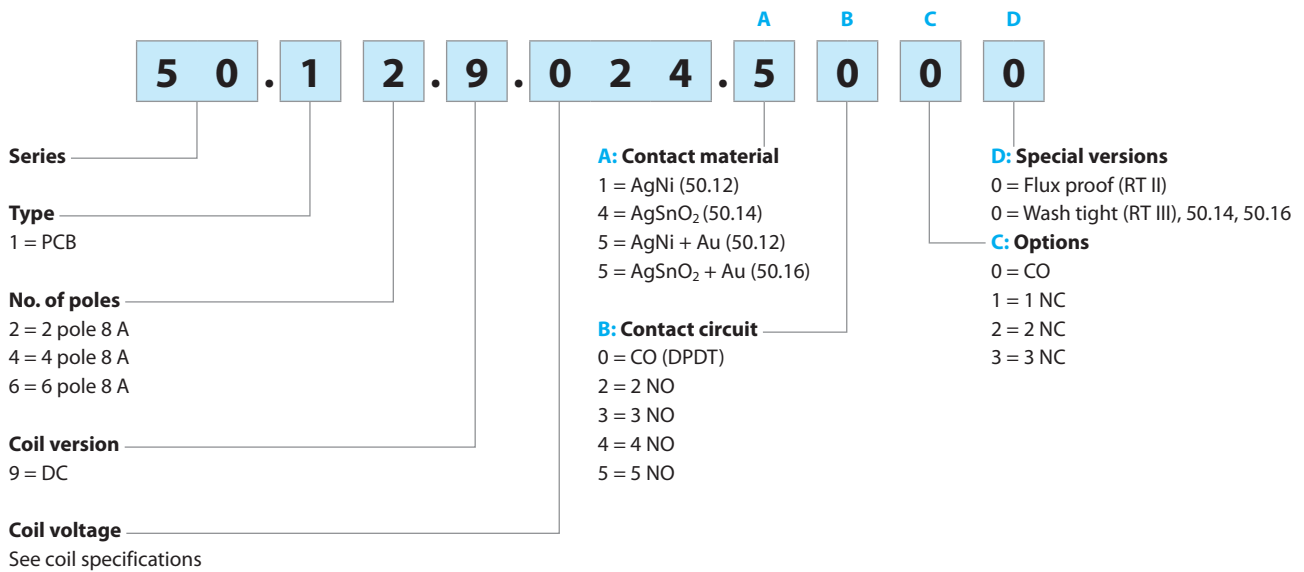 A B C D
5 0 . 1 2 . 9 . 0 2 4 . 5 0 0 0
Series
Type
1 = PCB
No. of poles
2 = 2 pole 8 A
4 = 4 pole 8 A
6 = 6 pole 8 A
Coil version
9 = DC
Coil voltage
See coil specifications
A: Contact material
1 = AgNi (50.12)
4 = AgSnO₂ (50.14)
5 = AgNi + Au (50.12)
5 = AgSnO₂ + Au (50.16)
B: Contact circuit
0 = CO (DPDT)
2 = 2 NO
3 = 3 NO
4 = 4 NO
5 = 5 NO
D: Special versions
0 = Flux proof (RT II)
0 = Wash tight (RT III), 50.14, 50.16
C: Options
0 = CO
1 = 1 NC
2 = 2 NC
3 = 3 NC